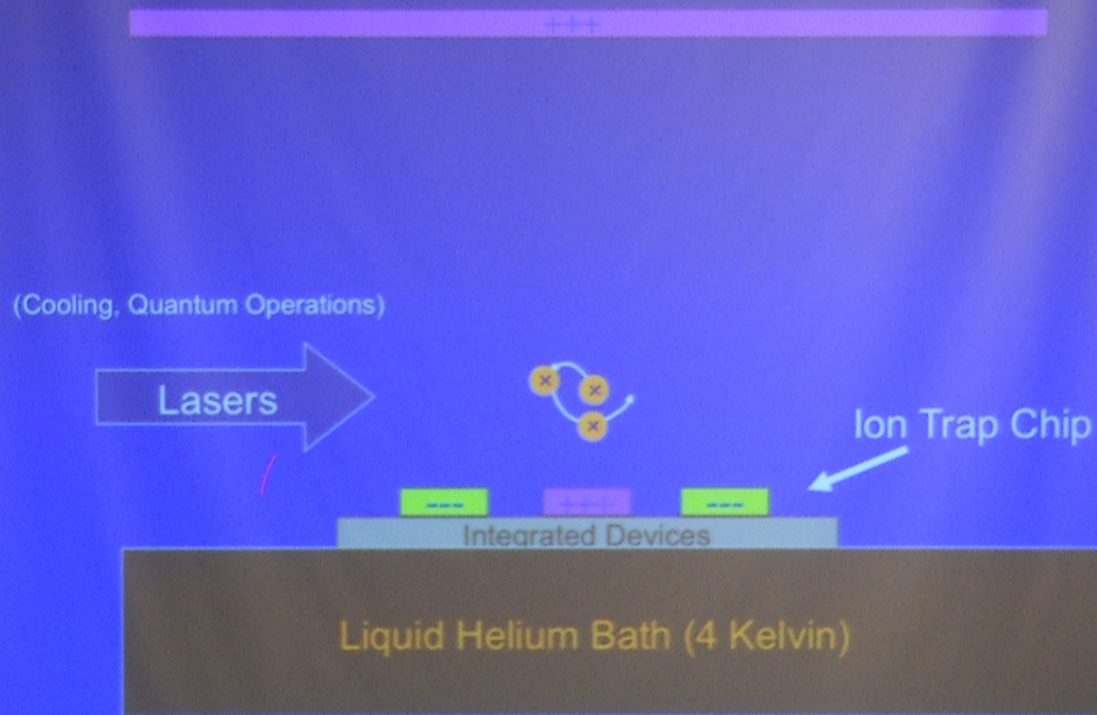 +++
(Cooling, Quantum Operations)
Lasers
Ion Trap Chip
--- +++ ---
Integrated Devices
Liquid Helium Bath (4 Kelvin)